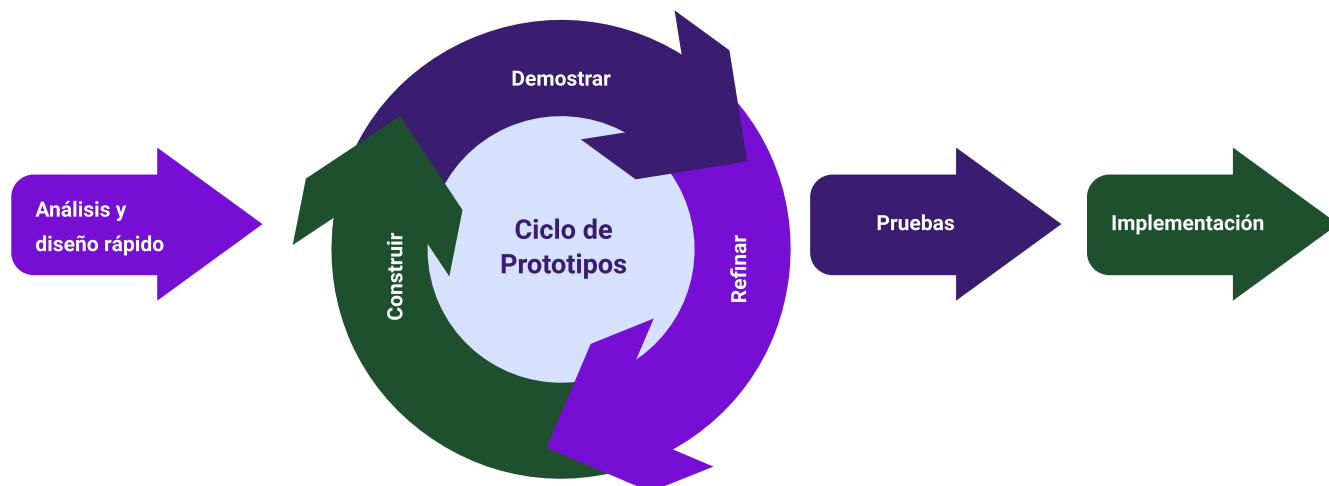 Análisis y
diseño rápido
Demostrar
Construir
Ciclo de
Prototipos
Refinar
Pruebas
Implementación